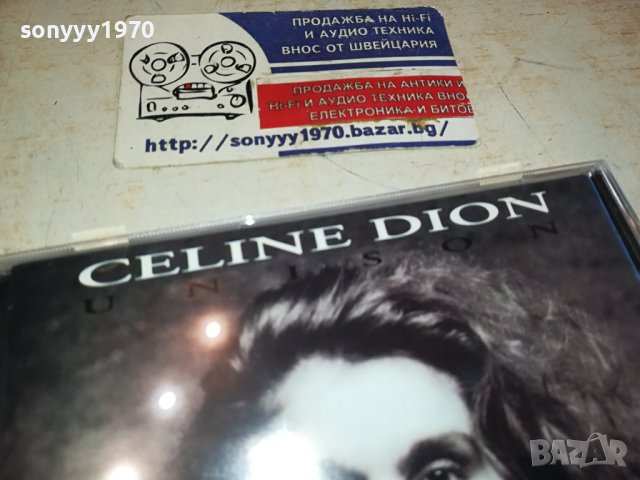 sonyyy1970
ПРОДАЖБА НА Hi-Fi
И АУДИО ТЕХНИКА
ВНОС ОТ ШВЕЙЦАРИЯ
ПРОДАЖБА НА АНТИКИ И
Hi-Fi И АУДИО ТЕХНИКА ВНО
ЕЛЕКТРОНИКА И БИТОВ
http://sonyyy1970.bazar.bg/
CELINE DION
UNISON
BAZAR